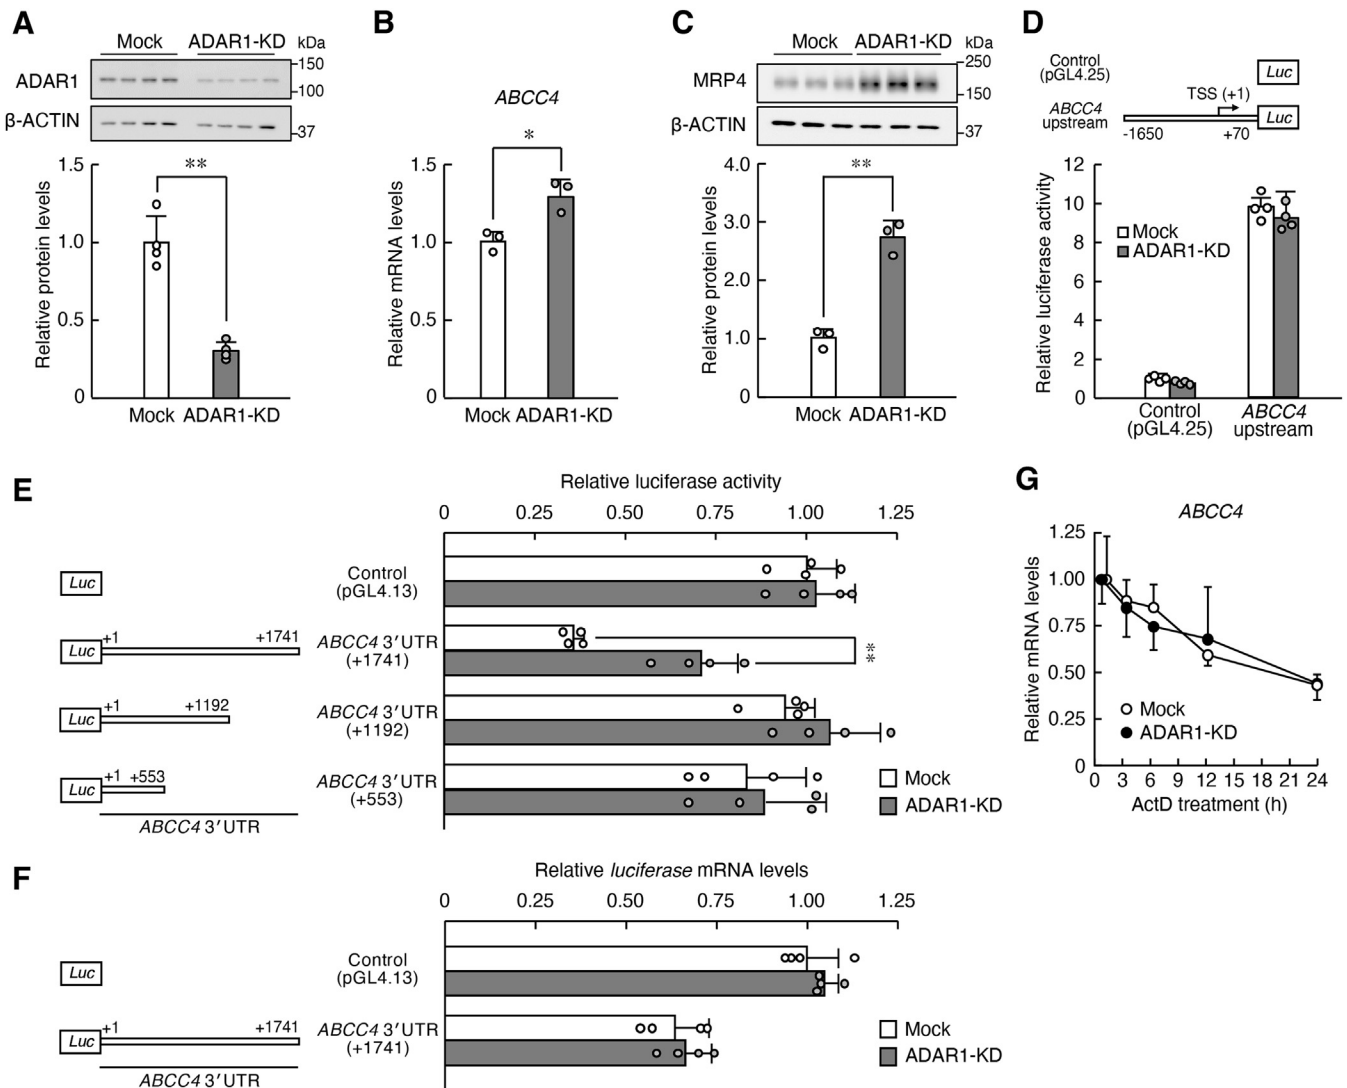 A
Mock ADAR1-KD kDa
ADAR1
150
100
β-ACTIN
37
Relative protein levels
1.5
1.0
0.5
0
**
Mock ADAR1-KD
B
ABCC4
*
Relative mRNA levels
1.5
1.0
0.5
0
Mock ADAR1-KD
C
Mock ADAR1-KD kDa
MRP4
250
150
β-ACTIN
37
Relative protein levels
4.0
3.0
2.0
1.0
0
**
Mock ADAR1-KD
D
Control
(pGL4.25)
Luc
TSS (+1)
ABCC4
upstream
Luc
-1650
+70
Relative luciferase activity
12
10
8
6
4
2
0
Mock
ADAR1-KD
Control
(pGL4.25)
ABCC4
upstream
E
Relative luciferase activity
0 0.25 0.50 0.75 1.00 1.25
Luc
Control
(pGL4.13)
Luc
+1 +1741
ABCC4 3′UTR
(+1741)
**
Luc
+1 +1192
ABCC4 3′UTR
(+1192)
Luc
+1 +553
ABCC4 3′UTR
(+553)
ABCC4 3′UTR
Mock
ADAR1-KD
F
Relative luciferase mRNA levels
0 0.25 0.50 0.75 1.00 1.25
Luc
Control
(pGL4.13)
Luc
+1 +1741
ABCC4 3′UTR
(+1741)
ABCC4 3′UTR
Mock
ADAR1-KD
G
ABCC4
Relative mRNA levels
1.25
1.00
0.75
0.50
0.25
0
Mock
ADAR1-KD
0 3 6 9 12 15 18 21 24
ActD treatment (h)